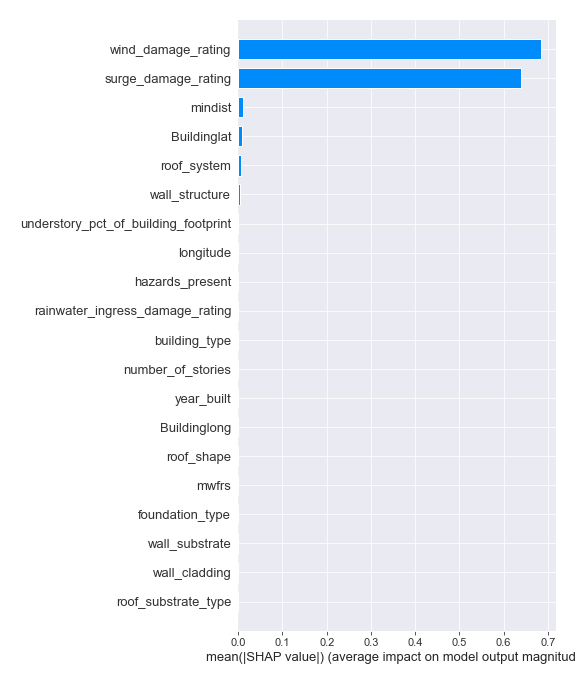 wind_damage_rating
surge_damage_rating
mindist
Buildinglat
roof_system
wall_structure
understory_pct_of_building_footprint
longitude
hazards_present
rainwater_ingress_damage_rating
building_type
number_of_stories
year_built
Buildinglong
roof_shape
mwfrs
foundation_type
wall_substrate
wall_cladding
roof_substrate_type
0.0 0.1 0.2 0.3 0.4 0.5 0.6 0.7
mean(|SHAP value|) (average impact on model output magnitud